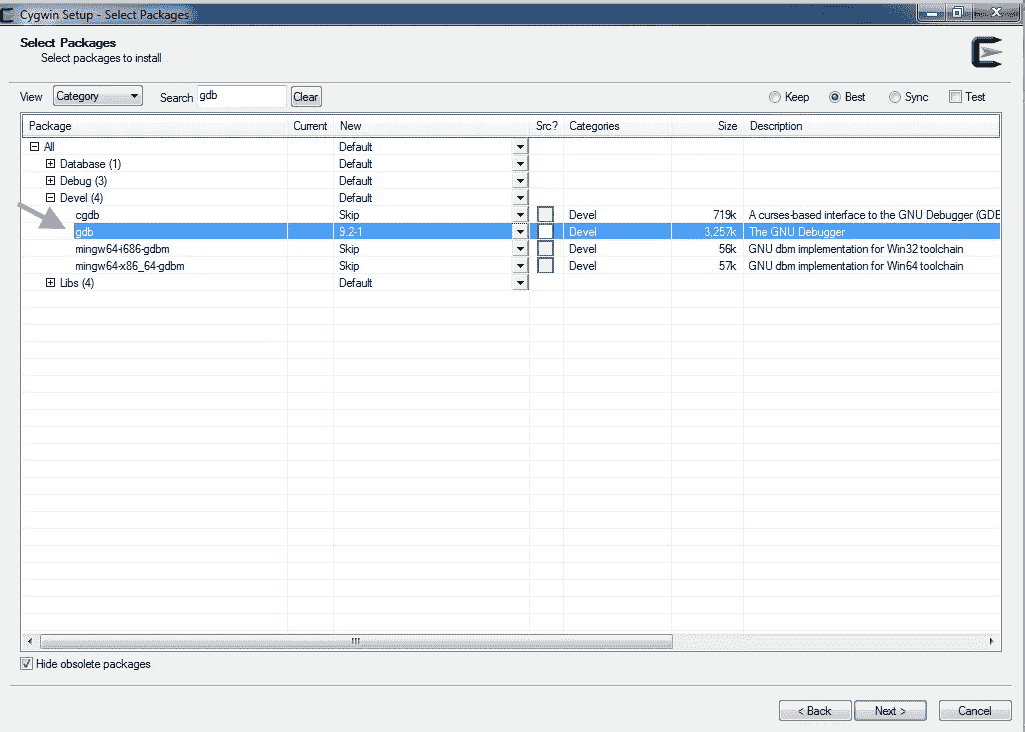 Cygwin Setup - Select Packages
Select Packages
Select packages to install
View Category Search gdb Clear Keep Best Sync Test
Package Current New Src? Categories Size Description
All Default
Database (1) Default
Debug (3) Default
Devel (4) Default
cgdb Skip Devel 719k A curses-based interface to the GNU Debugger (GDB
gdb 9.2-1 Devel 3,257k The GNU Debugger
mingw64-i686-gdbm Skip Devel 56k GNU dbm implementation for Win32 toolchain
mingw64-x86_64-gdbm Skip Devel 57k GNU dbm implementation for Win64 toolchain
Libs (4) Default
Hide obsolete packages
< Back Next > Cancel